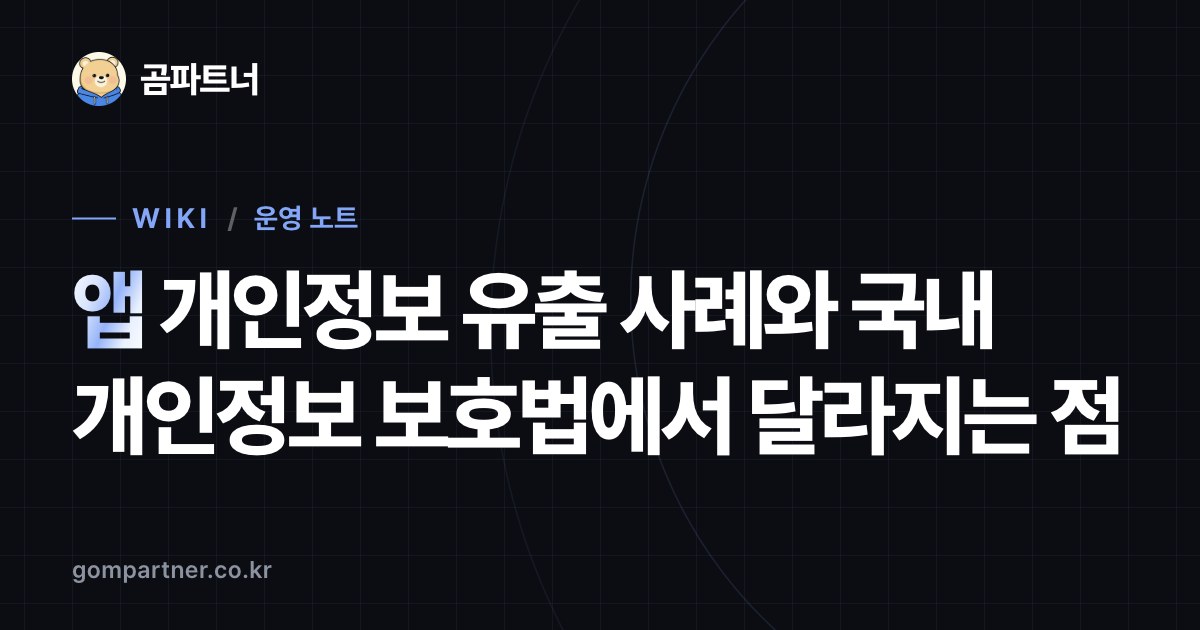 곰파트너
WIKI / 운영 노트
앱 개인정보 유출 사례와 국내
개인정보 보호법에서 달라지는 점
gompartner.co.kr